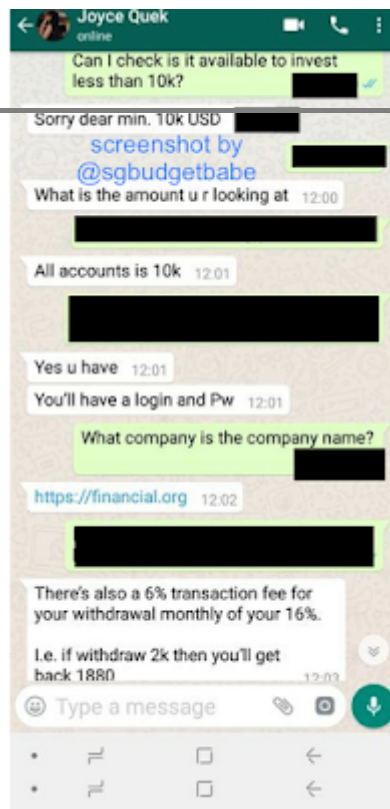 Joyce Quek
online
Can I check is it available to invest
less than 10k?
Sorry dear min. 10k USD
screenshot by
@sgbudgetbabe
What is the amount u r looking at 12:00
All accounts is 10k 12:01
Yes u have 12:01
You'll have a login and Pw 12:01
What company is the company name?
https://financial.org 12:02
There's also a 6% transaction fee for
your withdrawal monthly of your 16%.
I.e. if withdraw 2k then you'll get
back 1880 12:03
Type a message